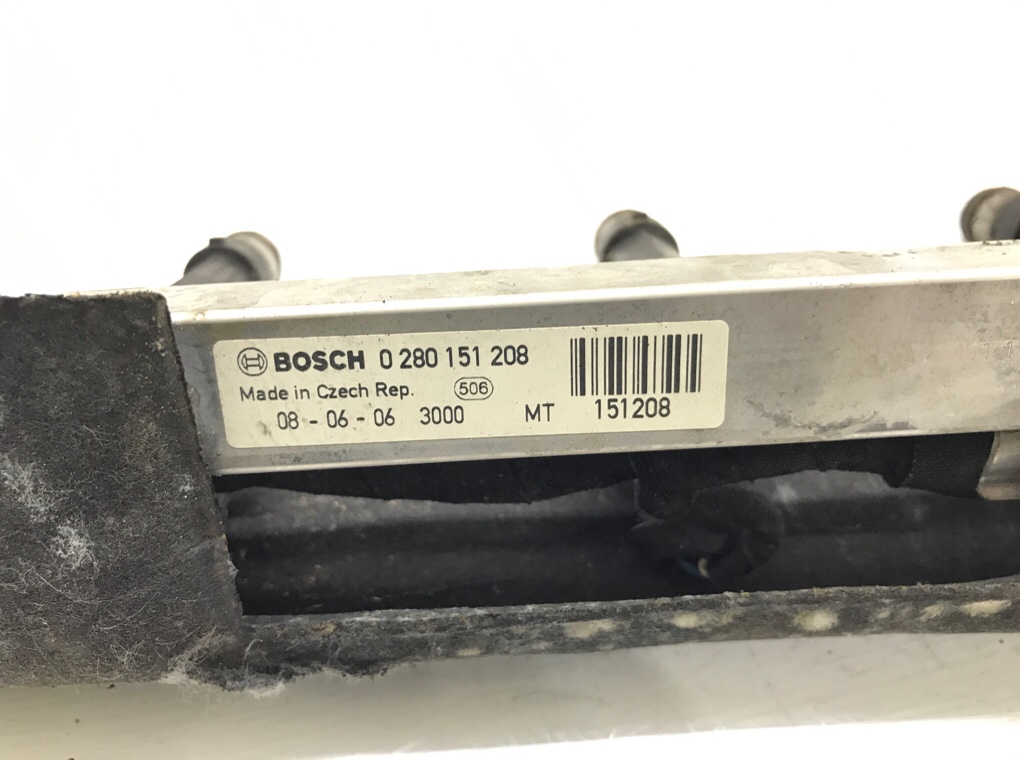 BOSCH 0 280 151 208
Made in Czech Rep. 506
08 - 06 - 06 3000 MT 151208